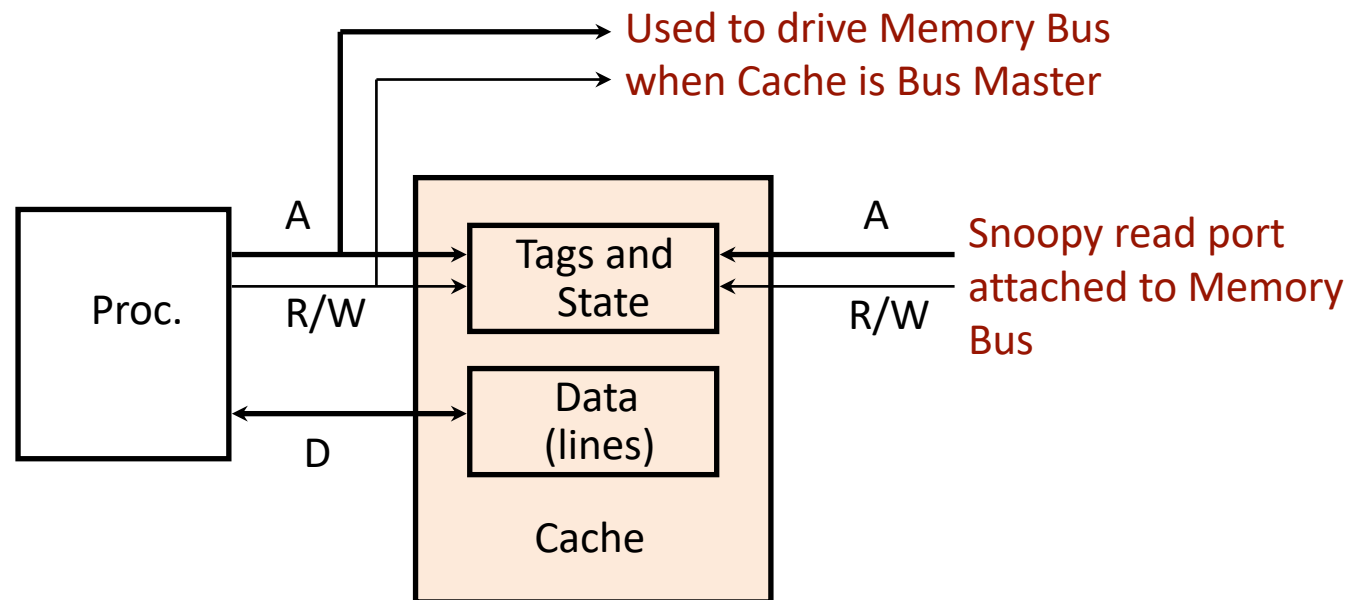 Used to drive Memory Bus
when Cache is Bus Master
A
A
Proc.
Tags and
State
Snoopy read port
attached to Memory
Bus
R/W
R/W
Data
(lines)
D
Cache